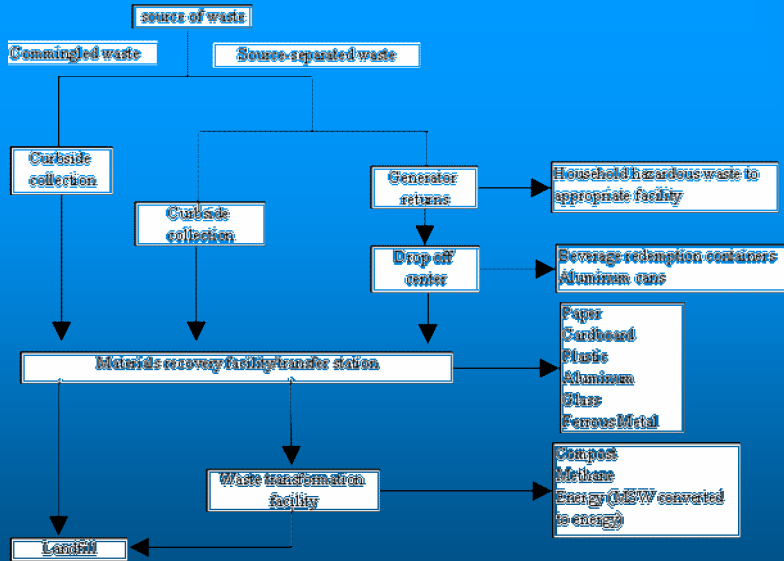 source of waste
Commingled waste
Source-separated waste
Curbside
collection
Curbside
collection
Generator
returns
Household hazardous waste to
appropriate facility
Drop off
center
Beverage redemption containers
Aluminum cans
Materials recovery facility/transfer station
Paper
Cardboard
Plastic
Aluminum
Glass
Ferrous Metal
Waste transformation
facility
Compost
Methane
Energy (MSW converted
to energy)
Landfill